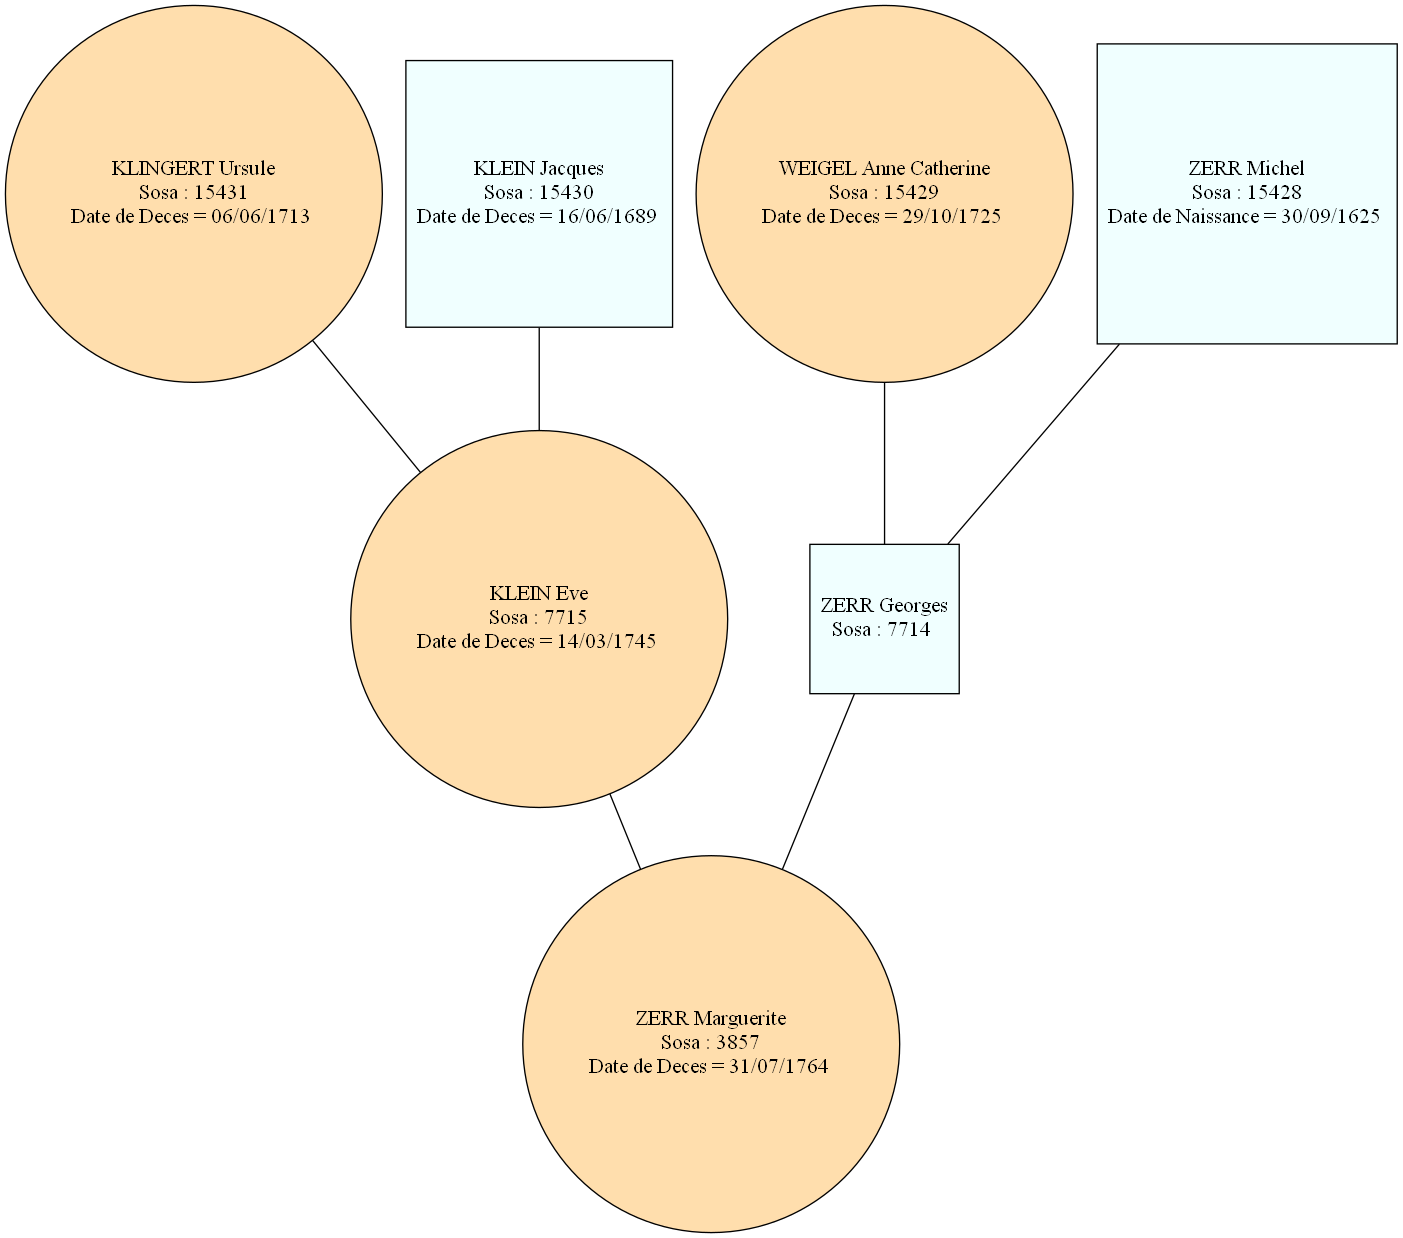 KLINGERT Ursule
Sosa : 15431
Date de Deces = 06/06/1713
KLEIN Jacques
Sosa : 15430
Date de Deces = 16/06/1689
WEIGEL Anne Catherine
Sosa : 15429
Date de Deces = 29/10/1725
ZERR Michel
Sosa : 15428
Date de Naissance = 30/09/1625
KLEIN Eve
Sosa : 7715
Date de Deces = 14/03/1745
ZERR Georges
Sosa : 7714
ZERR Marguerite
Sosa : 3857
Date de Deces = 31/07/1764